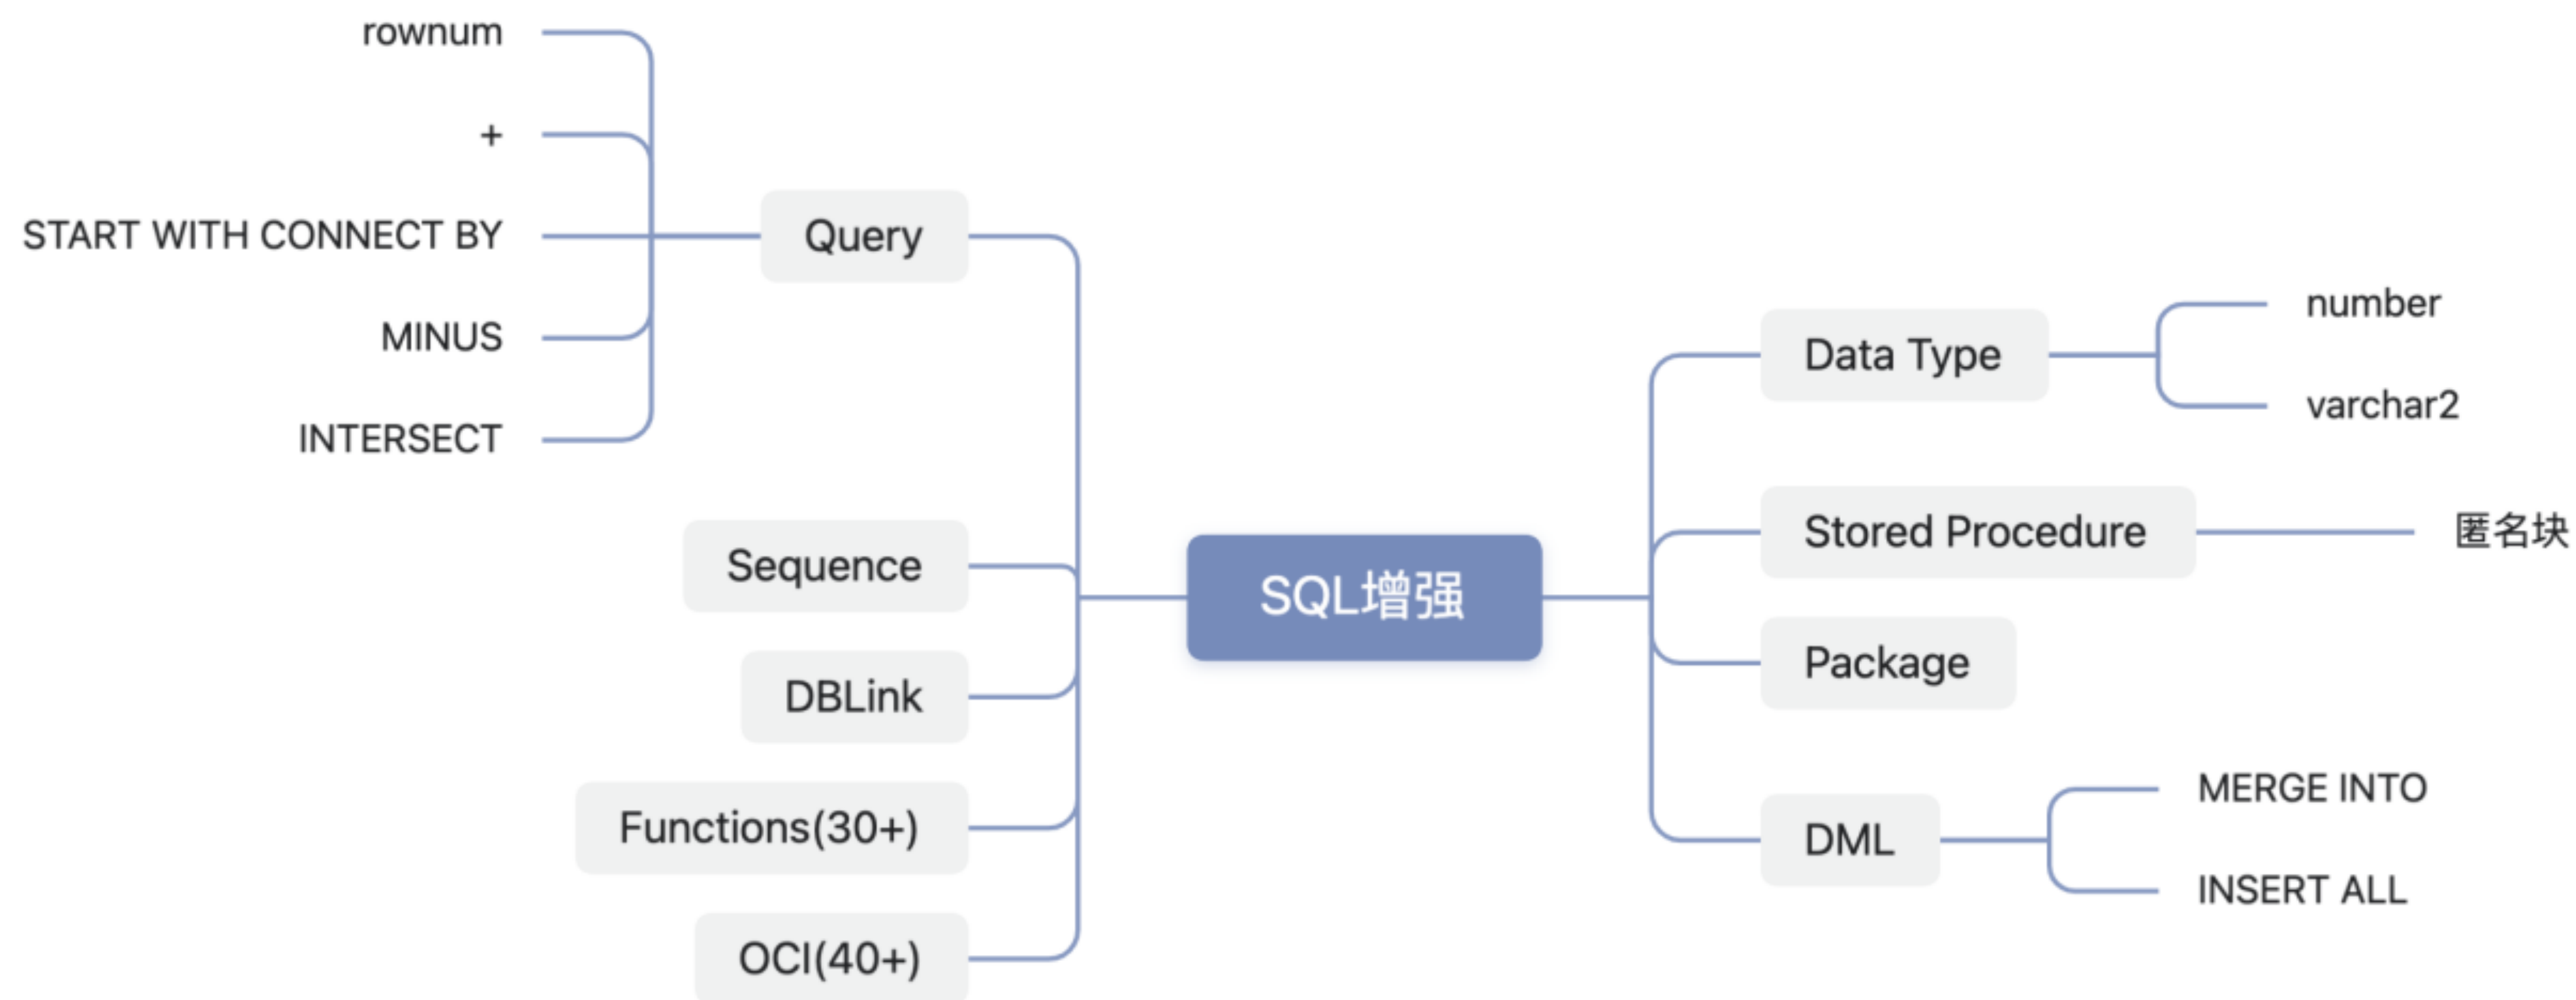 rownum
+
START WITH CONNECT BY
MINUS
INTERSECT
Query
Sequence
DBLink
Functions(30+)
OCI(40+)
SQL增强
Data Type
number
varchar2
Stored Procedure
匿名块
Package
DML
MERGE INTO
INSERT ALL